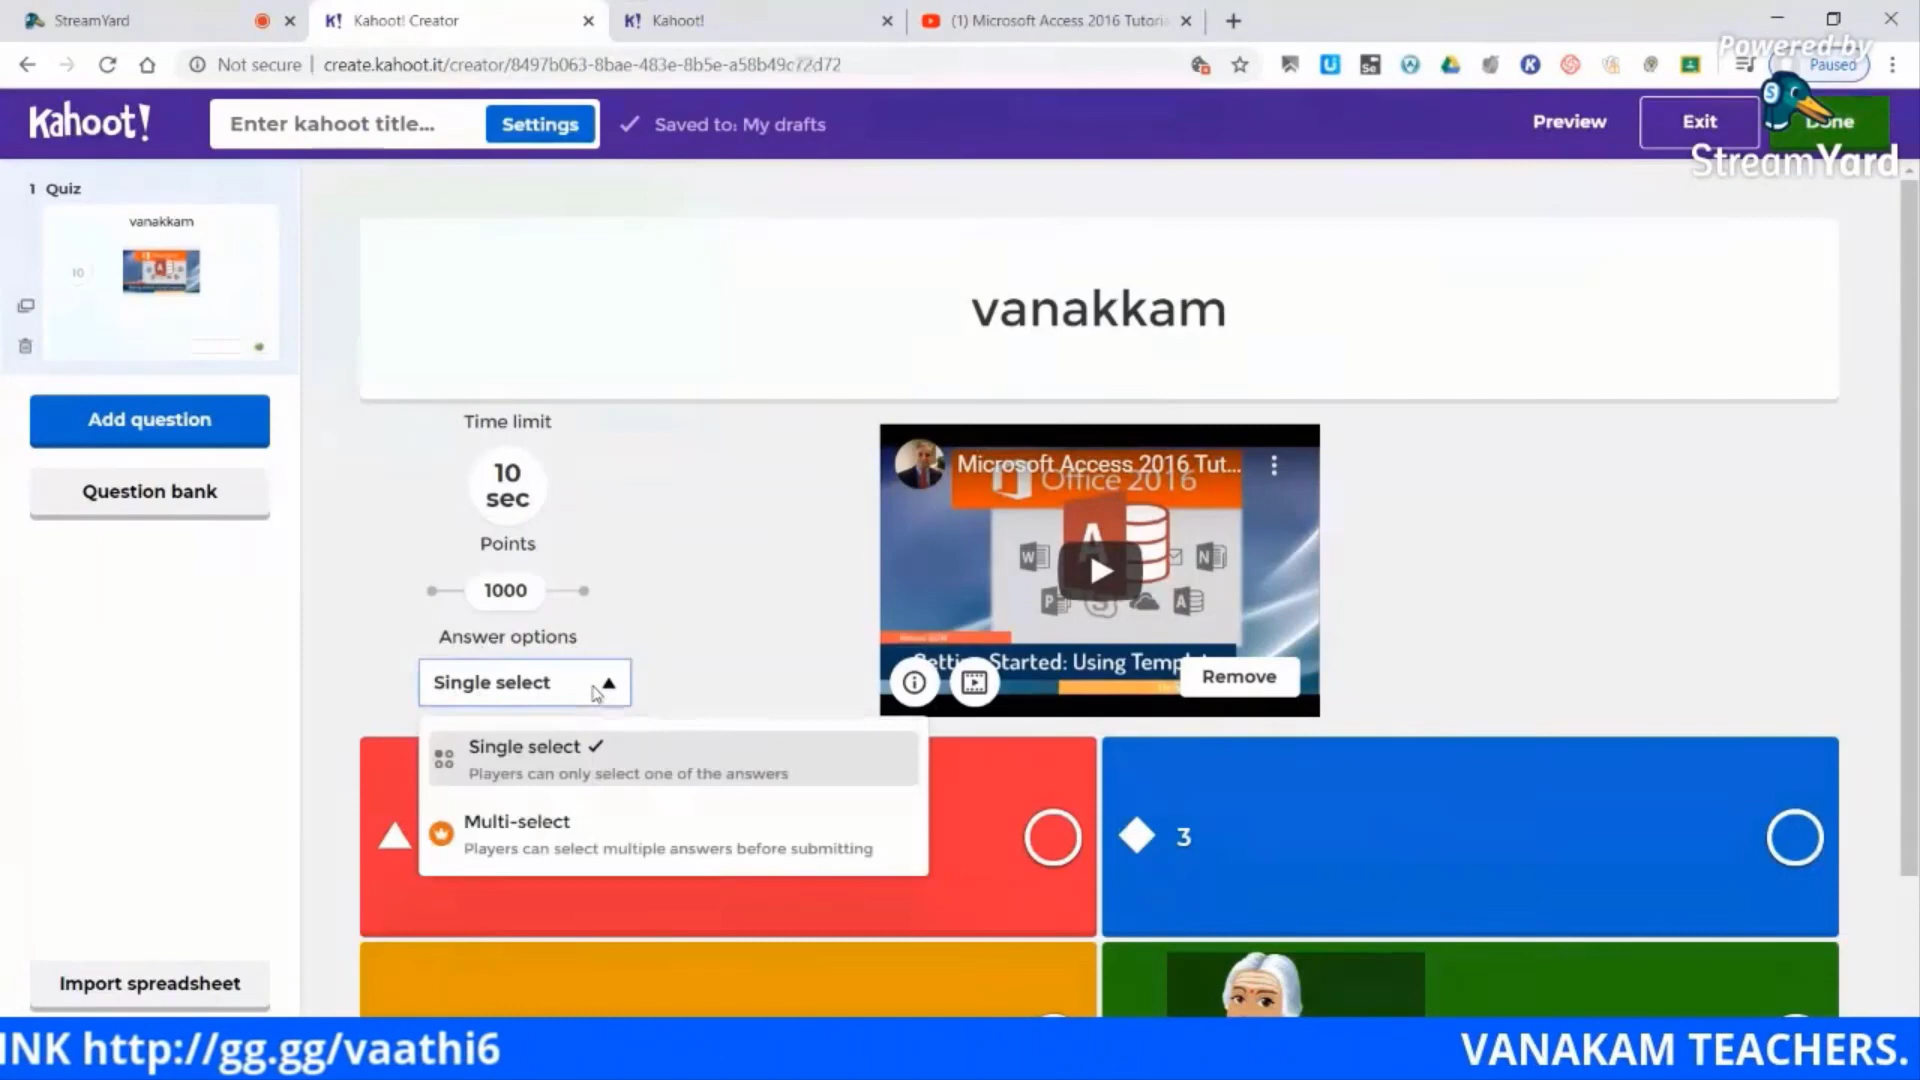 StreamYard
Kahoot! Creator
Kahoot!
(1) Microsoft Access 2016 Tutori
Not secure | create.kahoot.it/creator/8497b063-8bae-483e-8b5e-a58b49c72d72
Powered by
Paused
Kahoot!
Enter kahoot title...
Settings
Saved to: My drafts
Preview
Exit
Done
StreamYard
1 Quiz
vanakkam
10
Add question
Question bank
Import spreadsheet
vanakkam
Time limit
10
sec
Points
1000
Answer options
Single select
Single select
Players can only select one of the answers
Multi-select
Players can select multiple answers before submitting
Microsoft Access 2016 Tut...
Office 2016
Getting Started: Using Temp
Remove
3
INK http://gg.gg/vaathi6
VANAKAM TEACHERS.